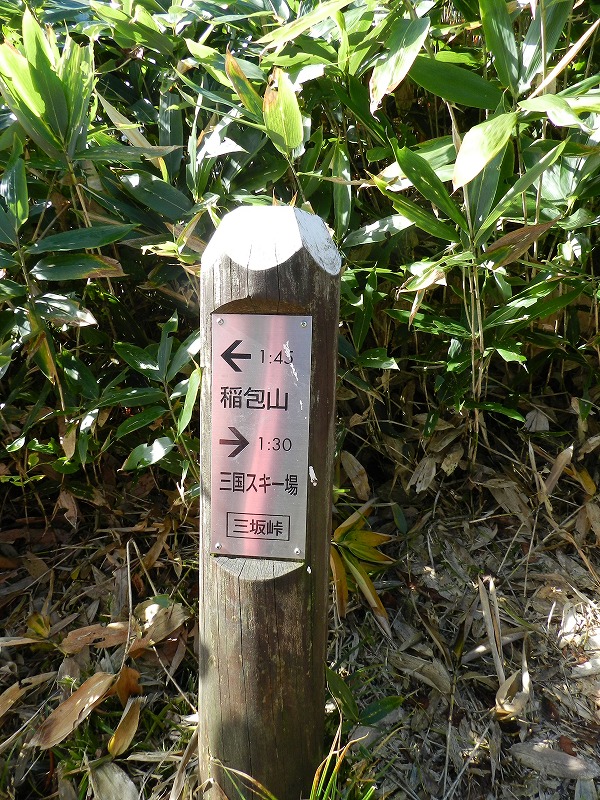 ← 1:45
稲包山
→ 1:30
三国スキー場
三坂峠